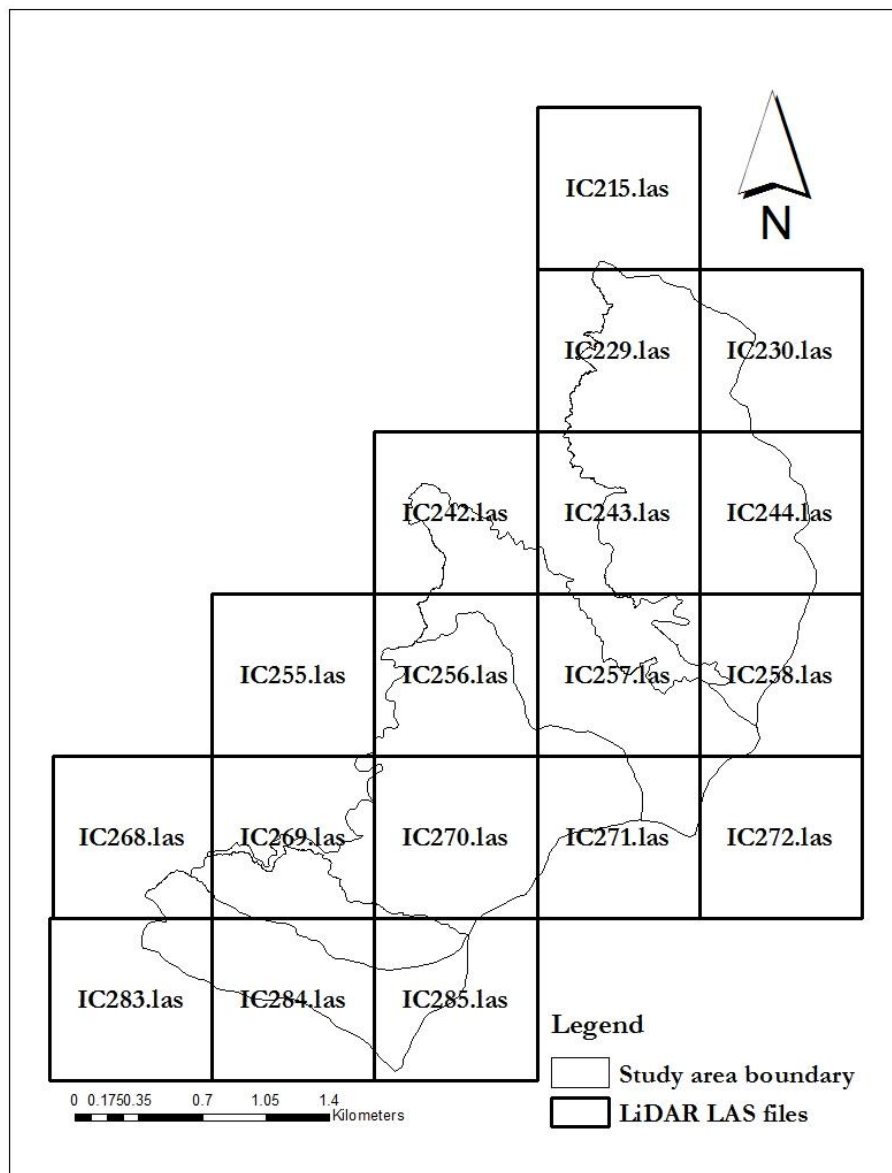 IC215.las
N
IC229.las IC230.las
IC242.las IC243.las IC244.las
IC255.las IC256.las IC257.las IC258.las
IC268.las IC269.las IC270.las IC271.las IC272.las
IC283.las IC284.las IC285.las
Legend
Study area boundary
LiDAR LAS files
0 0.1750.35 0.7 1.05 1.4
Kilometers